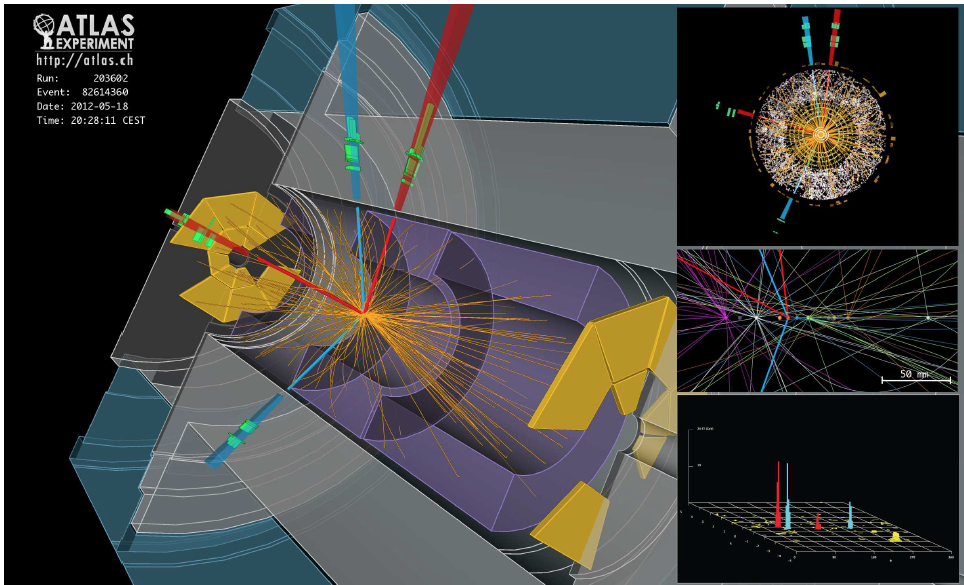 ATLAS
EXPERIMENT
http://atlas.ch
Run: 203602
Event: 82614360
Date: 2012-05-18
Time: 20:28:11 CEST
50 mm